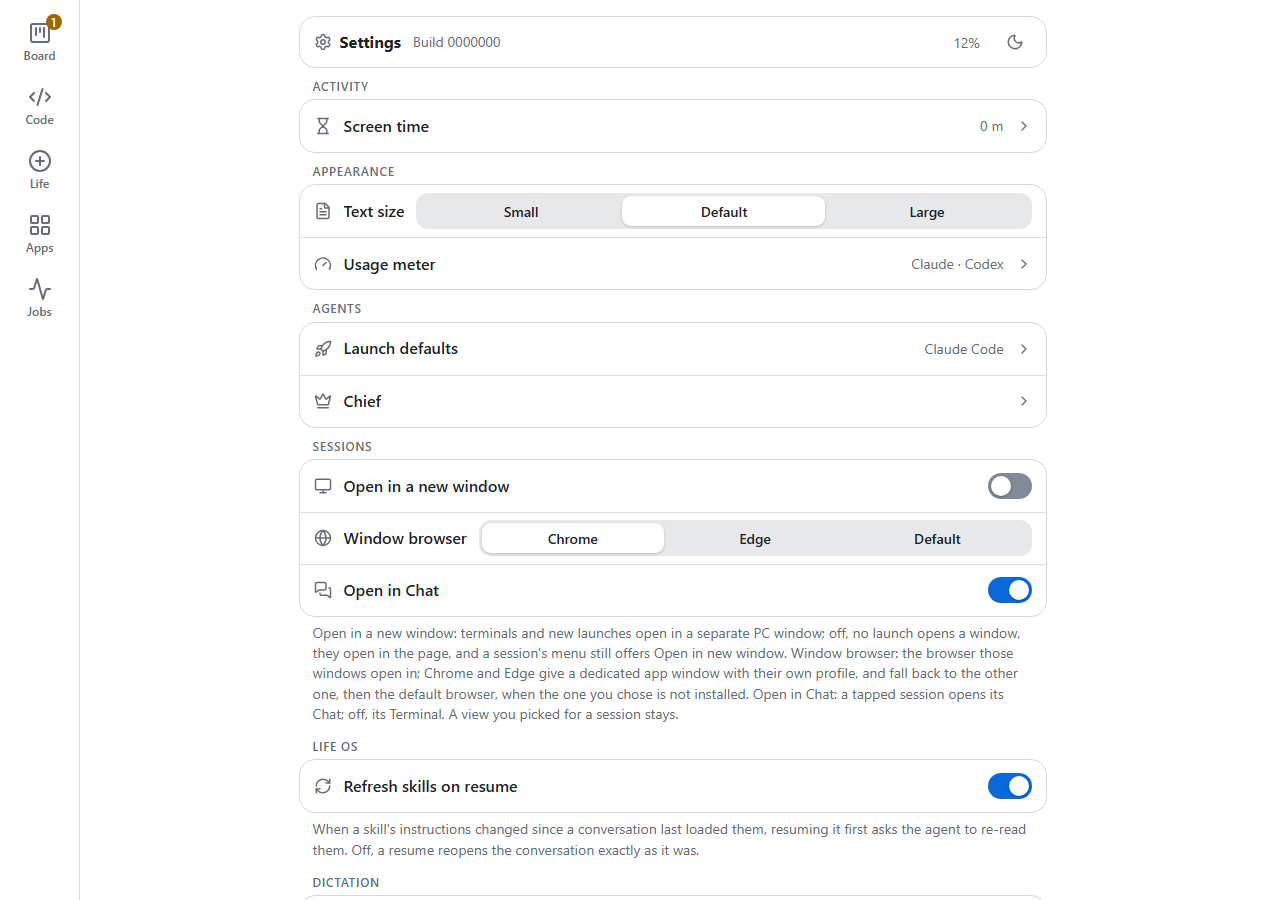 1
Board
Code
Life
Apps
Jobs
Settings Build 0000000 12%
ACTIVITY
Screen time 0 m
APPEARANCE
Text size Small Default Large
Usage meter Claude · Codex
AGENTS
Launch defaults Claude Code
Chief
SESSIONS
Open in a new window
Window browser Chrome Edge Default
Open in Chat
Open in a new window: terminals and new launches open in a separate PC window; off, no launch opens a window,
they open in the page, and a session's menu still offers Open in new window. Window browser: the browser those
windows open in; Chrome and Edge give a dedicated app window with their own profile, and fall back to the other
one, then the default browser, when the one you chose is not installed. Open in Chat: a tapped session opens its
Chat; off, its Terminal. A view you picked for a session stays.
LIFE OS
Refresh skills on resume
When a skill's instructions changed since a conversation last loaded them, resuming it first asks the agent to re-read
them. Off, a resume reopens the conversation exactly as it was.
DICTATION